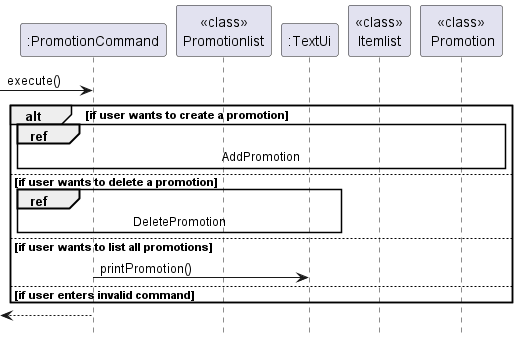 «class» «class» «class»
:PromotionCommand Promotionlist :TextUi Itemlist Promotion
execute()
alt [if user wants to create a promotion]
ref
AddPromotion
[if user wants to delete a promotion]
ref
DeletePromotion
[if user wants to list all promotions]
printPromotion()
[if user enters invalid command]